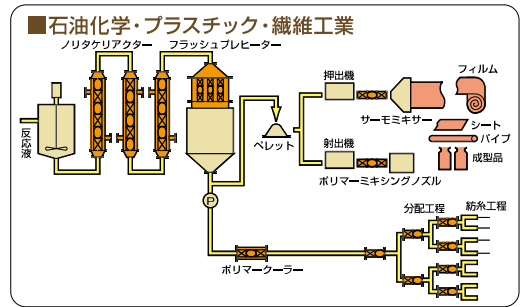 ■石油化学・プラスチック・繊維工業
ノリタケリアクター
フラッシュプレヒーター
反応液
ペレット
押出機
サーモミキサー
フィルム
シート
パイプ
成型品
射出機
ポリマーミキシングノズル
P
ポリマークーラー
分配工程
紡糸工程